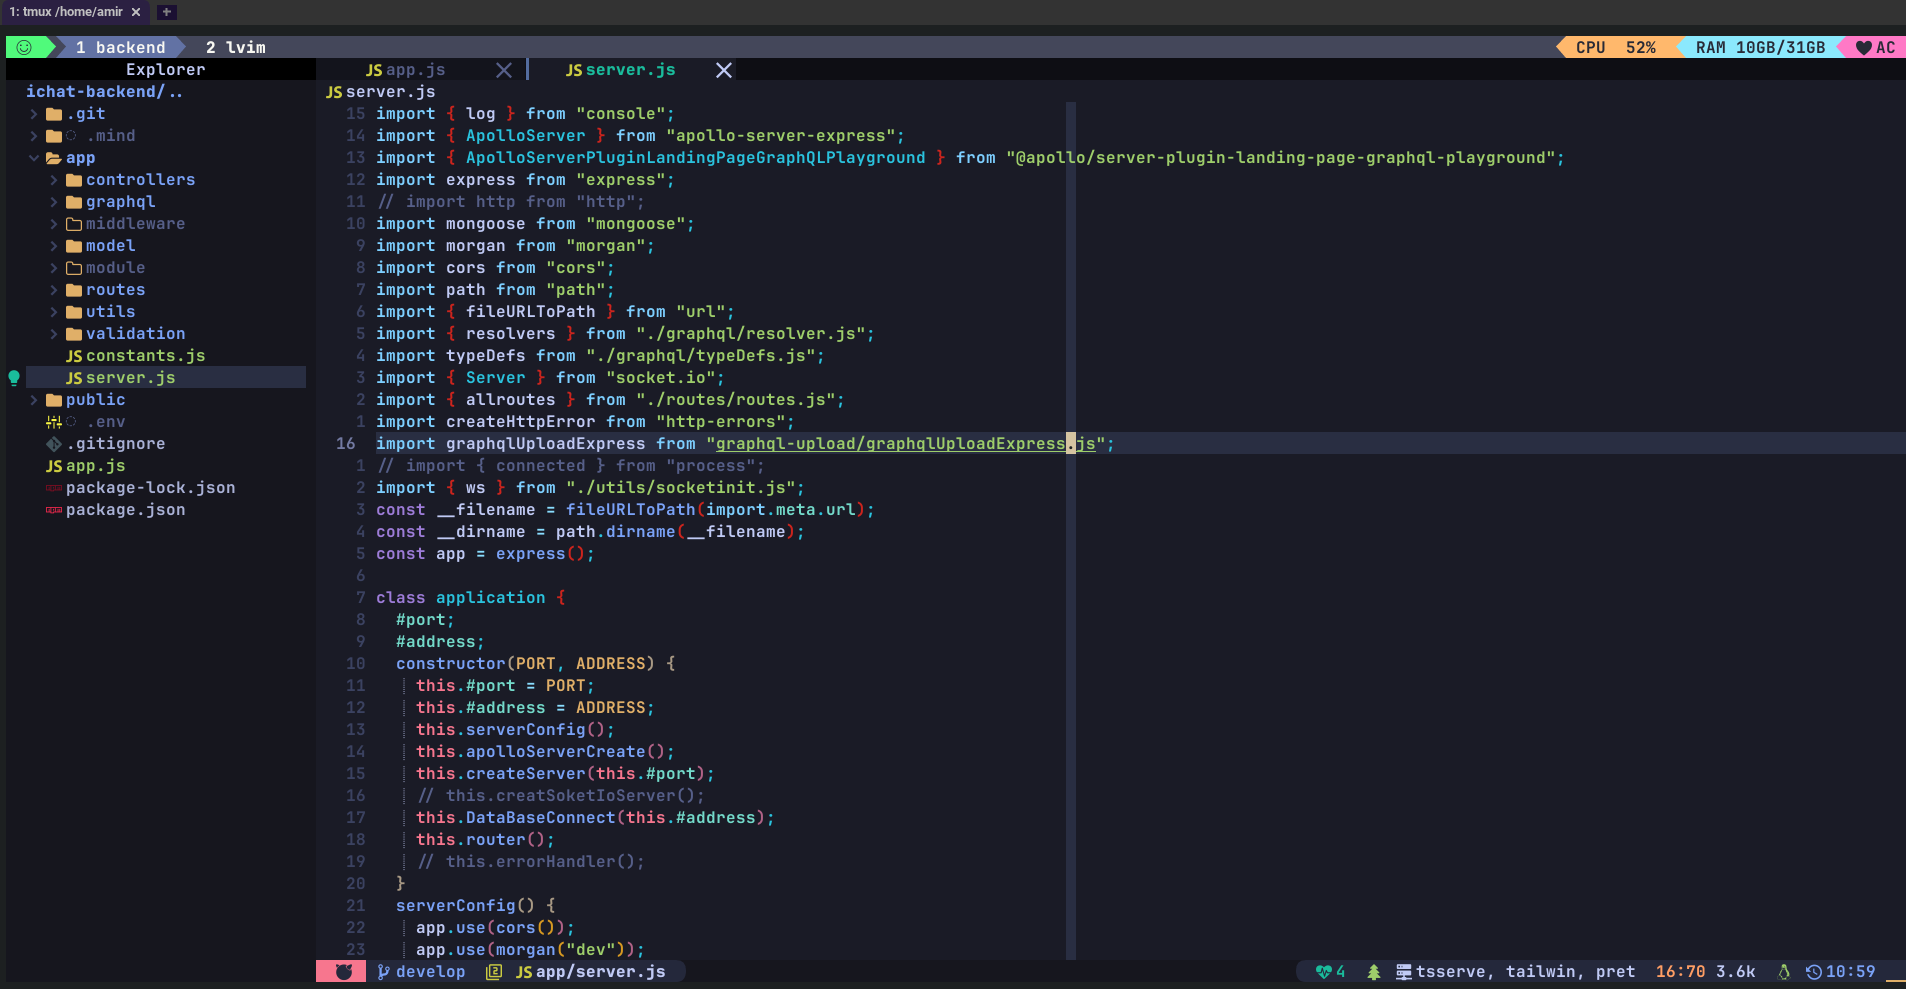 1: tmux /home/amir × +
1 backend 2 lvim CPU 52% RAM 10GB/31GB AC
Explorer JS app.js JS server.js
ichat-backend/.. JS server.js
.git
.mind
app
controllers
graphql
middleware
model
module
routes
utils
validation
JS constants.js
JS server.js
public
.env
.gitignore
JS app.js
package-lock.json
package.json
15 import { log } from "console";
14 import { ApolloServer } from "apollo-server-express";
13 import { ApolloServerPluginLandingPageGraphQLPlayground } from "@apollo/server-plugin-landing-page-graphql-playground";
12 import express from "express";
11 // import http from "http";
10 import mongoose from "mongoose";
9 import morgan from "morgan";
8 import cors from "cors";
7 import path from "path";
6 import { fileURLToPath } from "url";
5 import { resolvers } from "./graphql/resolver.js";
4 import typeDefs from "./graphql/typeDefs.js";
3 import { Server } from "socket.io";
2 import { allroutes } from "./routes/routes.js";
1 import createHttpError from "http-errors";
16 import graphqlUploadExpress from "graphql-upload/graphqlUploadExpress.js";
1 // import { connected } from "process";
2 import { ws } from "./utils/socketinit.js";
3 const __filename = fileURLToPath(import.meta.url);
4 const __dirname = path.dirname(__filename);
5 const app = express();
6
7 class application {
8 #port;
9 #address;
10 constructor(PORT, ADDRESS) {
11 this.#port = PORT;
12 this.#address = ADDRESS;
13 this.serverConfig();
14 this.apolloServerCreate();
15 this.createServer(this.#port);
16 // this.creatSoketIoServer();
17 this.DataBaseConnect(this.#address);
18 this.router();
19 // this.errorHandler();
20 }
21 serverConfig() {
22 app.use(cors());
23 app.use(morgan("dev"));
develop 2 JS app/server.js 4 tsserve, tailwin, pret 16:70 3.6k 10:59